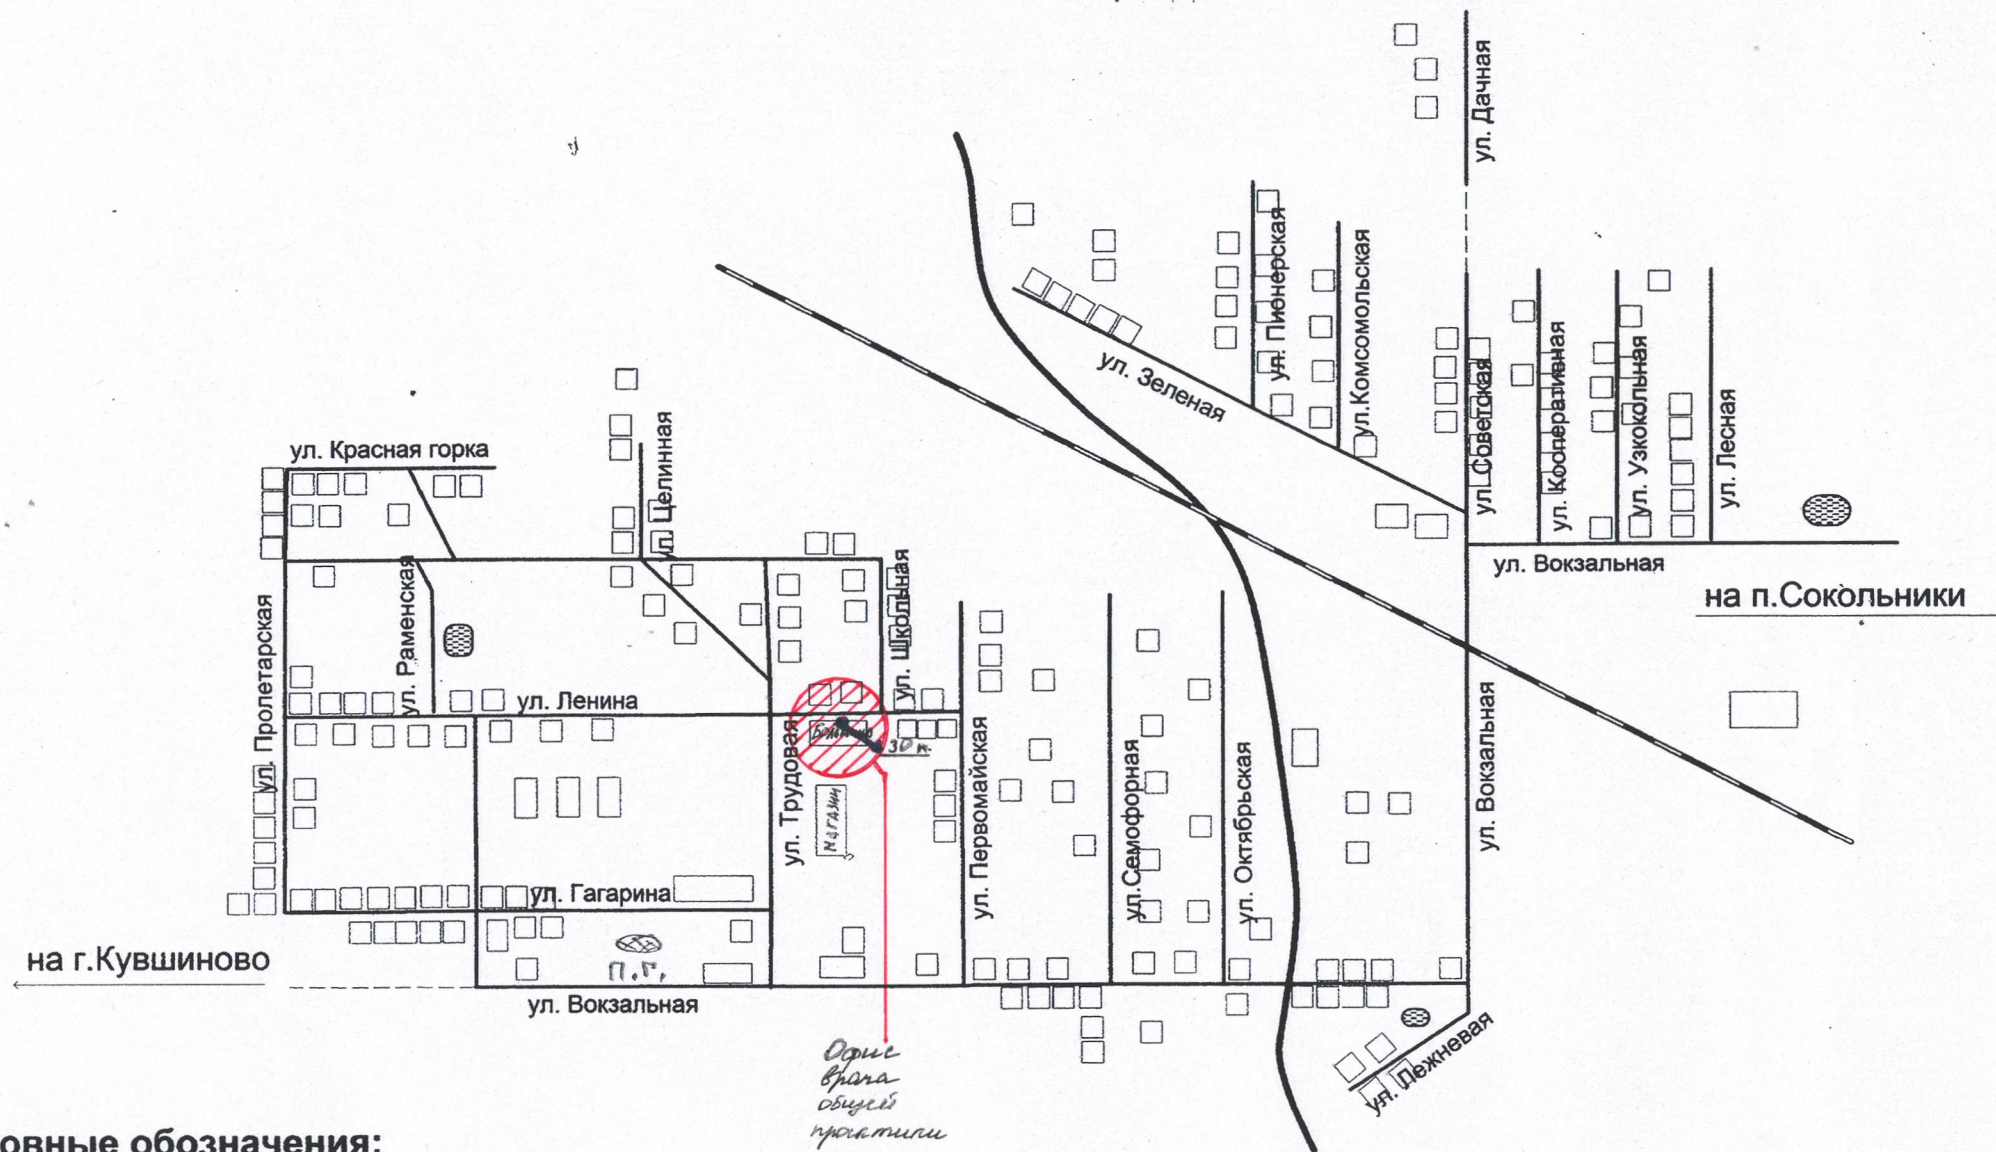 ул. Дачная
ул. Пионерская
ул.Комсомольская
ул. Зеленая
ул. Советская
ул. Кооперативная
ул. Узкокольная
ул. Лесная
ул. Красная горка
ул. Целинная
ул. Вокзальная
на п.Сокольники
ул. Пролетарская
ул. Раменская
ул. Школьная
ул. Ленина
ул. Трудовая
30 м.
магазин
ул. Первомайская
ул.Семофорная
ул. Октябрьская
ул. Вокзальная
ул. Гагарина
на г.Кувшиново
П.Г.
ул. Вокзальная
ул. Лежневая
Офис
врача
общей
практики
овные обозначения: